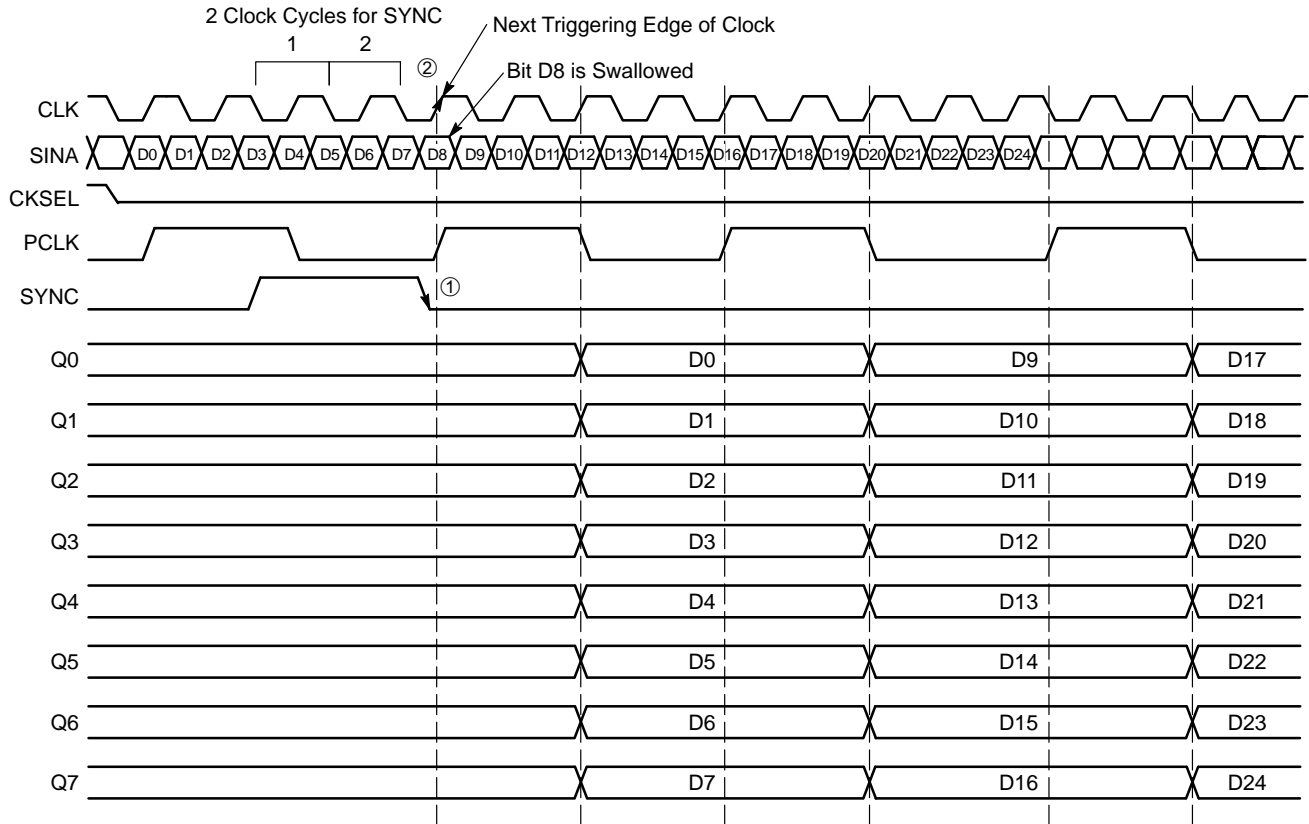 2 Clock Cycles for SYNC
1 2
② Next Triggering Edge of Clock
Bit D8 is Swallowed
CLK
SINA D0 D1 D2 D3 D4 D5 D6 D7 D8 D9 D10 D11 D12 D13 D14 D15 D16 D17 D18 D19 D20 D21 D22 D23 D24
CKSEL
PCLK
SYNC ①
Q0 D0 D9 D17
Q1 D1 D10 D18
Q2 D2 D11 D19
Q3 D3 D12 D20
Q4 D4 D13 D21
Q5 D5 D14 D22
Q6 D6 D15 D23
Q7 D7 D16 D24